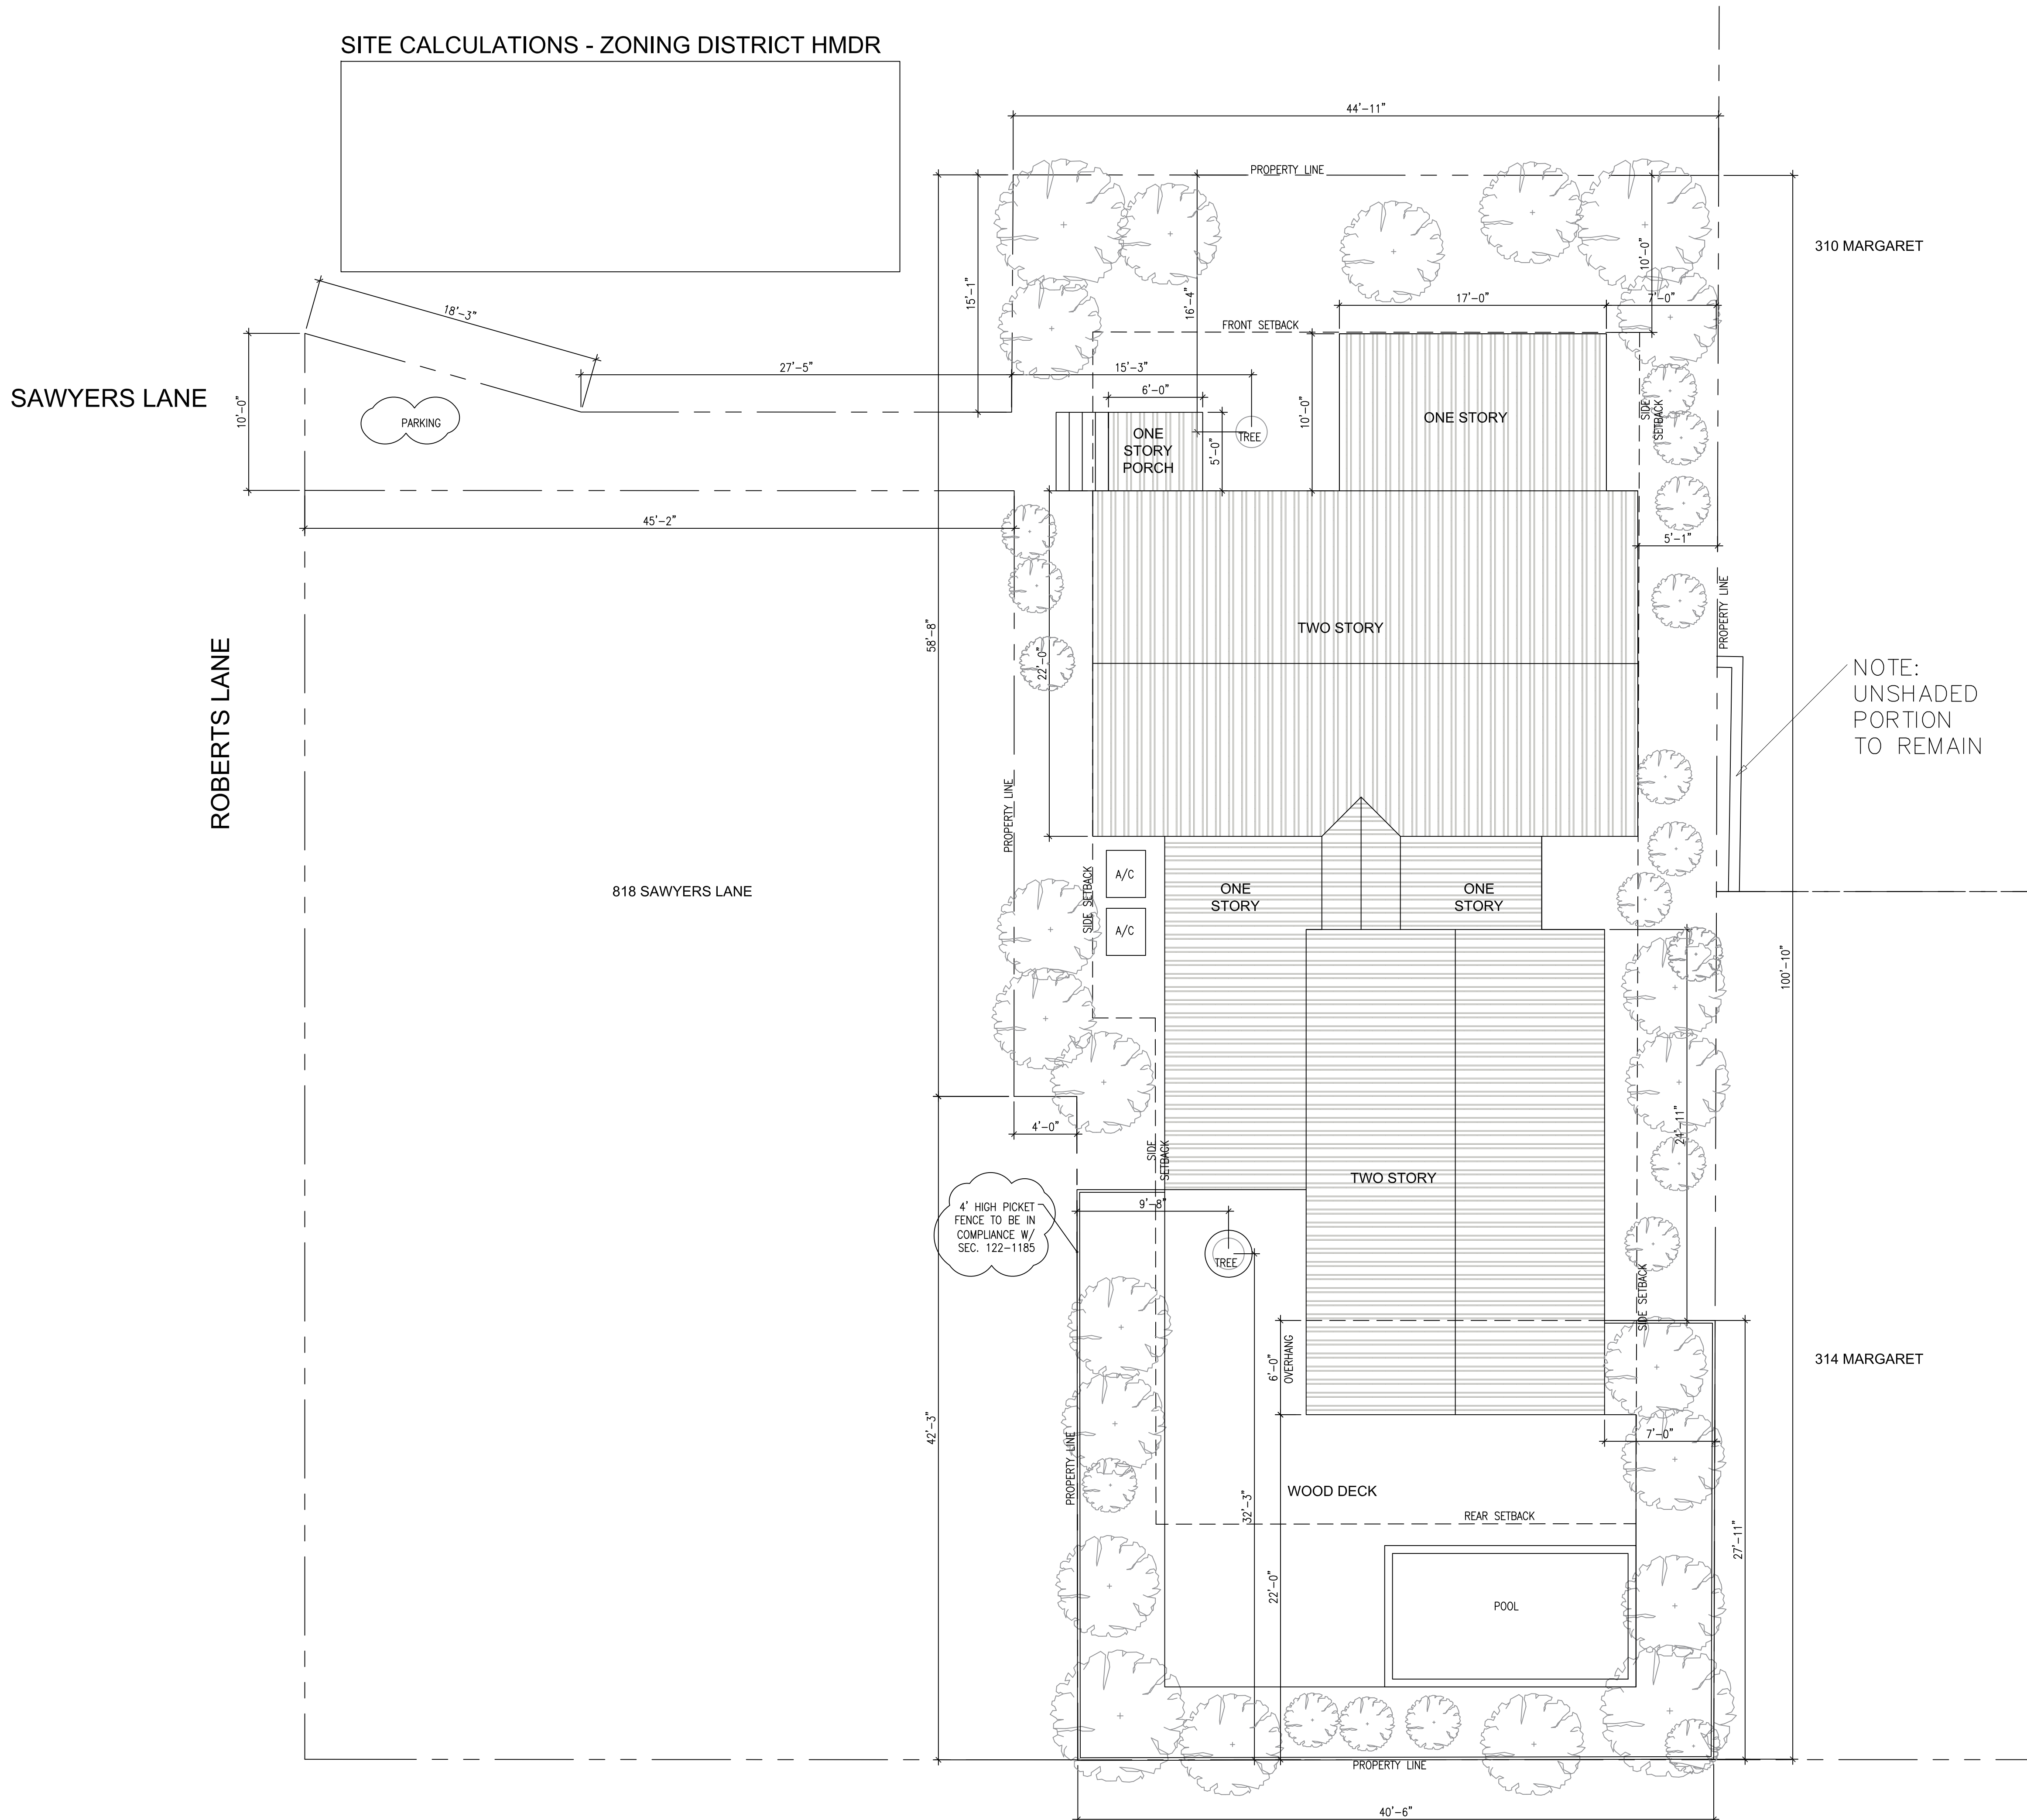 SITE CALCULATIONS - ZONING DISTRICT HMDR
44'-11"
PROPERTY LINE
310 MARGARET
10'-0"
15'-1"
16'-4"
18'-3"
17'-0"
7'-0"
FRONT SETBACK
27'-5"
15'-3"
6'-0"
SAWYERS LANE
10'-0"
PARKING
ONE
STORY
PORCH
TREE
5'-0"
10'-0"
ONE STORY
SIDE
SETBACK
45'-2"
5'-1"
PROPERTY LINE
58'-8"
22'-0"
TWO STORY
ROBERTS LANE
NOTE:
UNSHADED
PORTION
TO REMAIN
PROPERTY LINE
818 SAWYERS LANE
SIDE SETBACK
A/C
A/C
ONE
STORY
ONE
STORY
100'-10"
4'-0"
24'-11"
SIDE
SETBACK
TWO STORY
4' HIGH PICKET
FENCE TO BE IN
COMPLIANCE W/
SEC. 122-1185
9'-8"
TREE
SIDE SETBACK
6'-0"
OVERHANG
314 MARGARET
42'-3"
7'-0"
PROPERTY LINE
WOOD DECK
32'-3"
REAR SETBACK
27'-11"
22'-0"
POOL
PROPERTY LINE
40'-6"